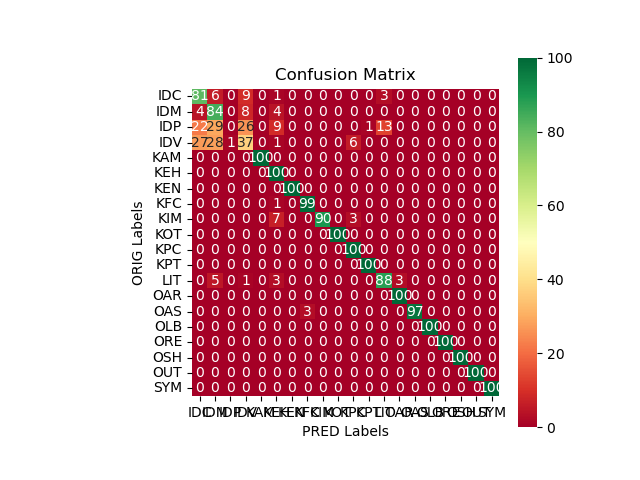 Confusion Matrix
100
IDC 81 6 0 9 0 1 0 0 0 0 0 0 3 0 0 0 0 0 0 0
IDM 4 84 0 8 0 4 0 0 0 0 0 0 0 0 0 0 0 0 0 0
IDP 22 29 0 26 0 9 0 0 0 0 0 0 13 0 0 0 0 0 0 0
IDV 27 28 1 37 0 1 0 0 0 0 6 0 0 0 0 0 0 0 0 0
80
KAM 0 0 0 0 100 0 0 0 0 0 0 0 0 0 0 0 0 0 0 0
KEH 0 0 0 0 0 100 0 0 0 0 0 0 0 0 0 0 0 0 0 0
KEN 0 0 0 0 0 0 100 0 0 0 0 0 0 0 0 0 0 0 0 0
KFC 0 0 0 0 0 1 0 99 0 0 0 0 0 0 0 0 0 0 0 0
60
KIM 0 0 0 0 0 7 0 0 90 0 3 0 0 0 0 0 0 0 0 0
KOT 0 0 0 0 0 0 0 0 0 100 0 0 0 0 0 0 0 0 0 0
ORIG Labels
KPC 0 0 0 0 0 0 0 0 0 0 100 0 0 0 0 0 0 0 0 0
KPT 0 0 0 0 0 0 0 0 0 0 0 100 0 0 0 0 0 0 0 0
40
LIT 0 5 0 1 0 3 0 0 0 0 0 0 88 3 0 0 0 0 0 0
OAR 0 0 0 0 0 0 0 0 0 0 0 0 0 100 0 0 0 0 0 0
OAS 0 0 0 0 0 0 0 3 0 0 0 0 0 0 97 0 0 0 0 0
OLB 0 0 0 0 0 0 0 0 0 0 0 0 0 0 0 100 0 0 0 0
ORE 0 0 0 0 0 0 0 0 0 0 0 0 0 0 0 0 100 0 0 0
20
OSH 0 0 0 0 0 0 0 0 0 0 0 0 0 0 0 0 0 100 0 0
OUT 0 0 0 0 0 0 0 0 0 0 0 0 0 0 0 0 0 0 100 0
SYM 0 0 0 0 0 0 0 0 0 0 0 0 0 0 0 0 0 0 0 100
IDC IDM IDP IDV KAM KEH KEN KFC KIM KOT KPC KPT LIT OAR OAS OLB ORE OSH OUT SYM
0
PRED Labels